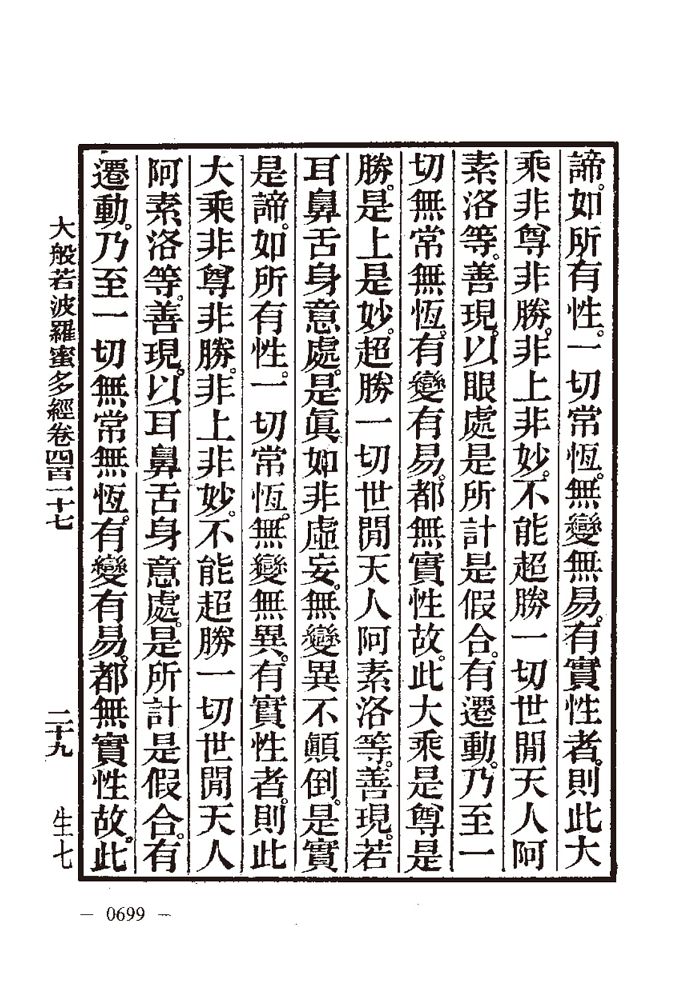 諦。如所有性。一切常恆。無變無易。有實性者。則此大
乘非尊非勝。非上非妙。不能超勝一切世閒天人阿
素洛等。善現。以眼處是所計是假合。有遷動。乃至一
切無常無恆。有變有易。都無實性故。此大乘是尊是
勝。是上是妙。超勝一切世閒天人阿素洛等。善現。若
耳鼻舌身意處。是眞如非虛妄。無變異不顚倒。是實
是諦。如所有性。一切常恆。無變無異。有實性者。則此
大乘非尊非勝。非上非妙。不能超勝一切世閒天人
阿素洛等。善現。以耳鼻舌身意處。是所計是假合。有
遷動。乃至一切無常無恆。有變有易。都無實性故。此
大般若波羅蜜多經卷四百一十七 二十九 生七
— 0699 —